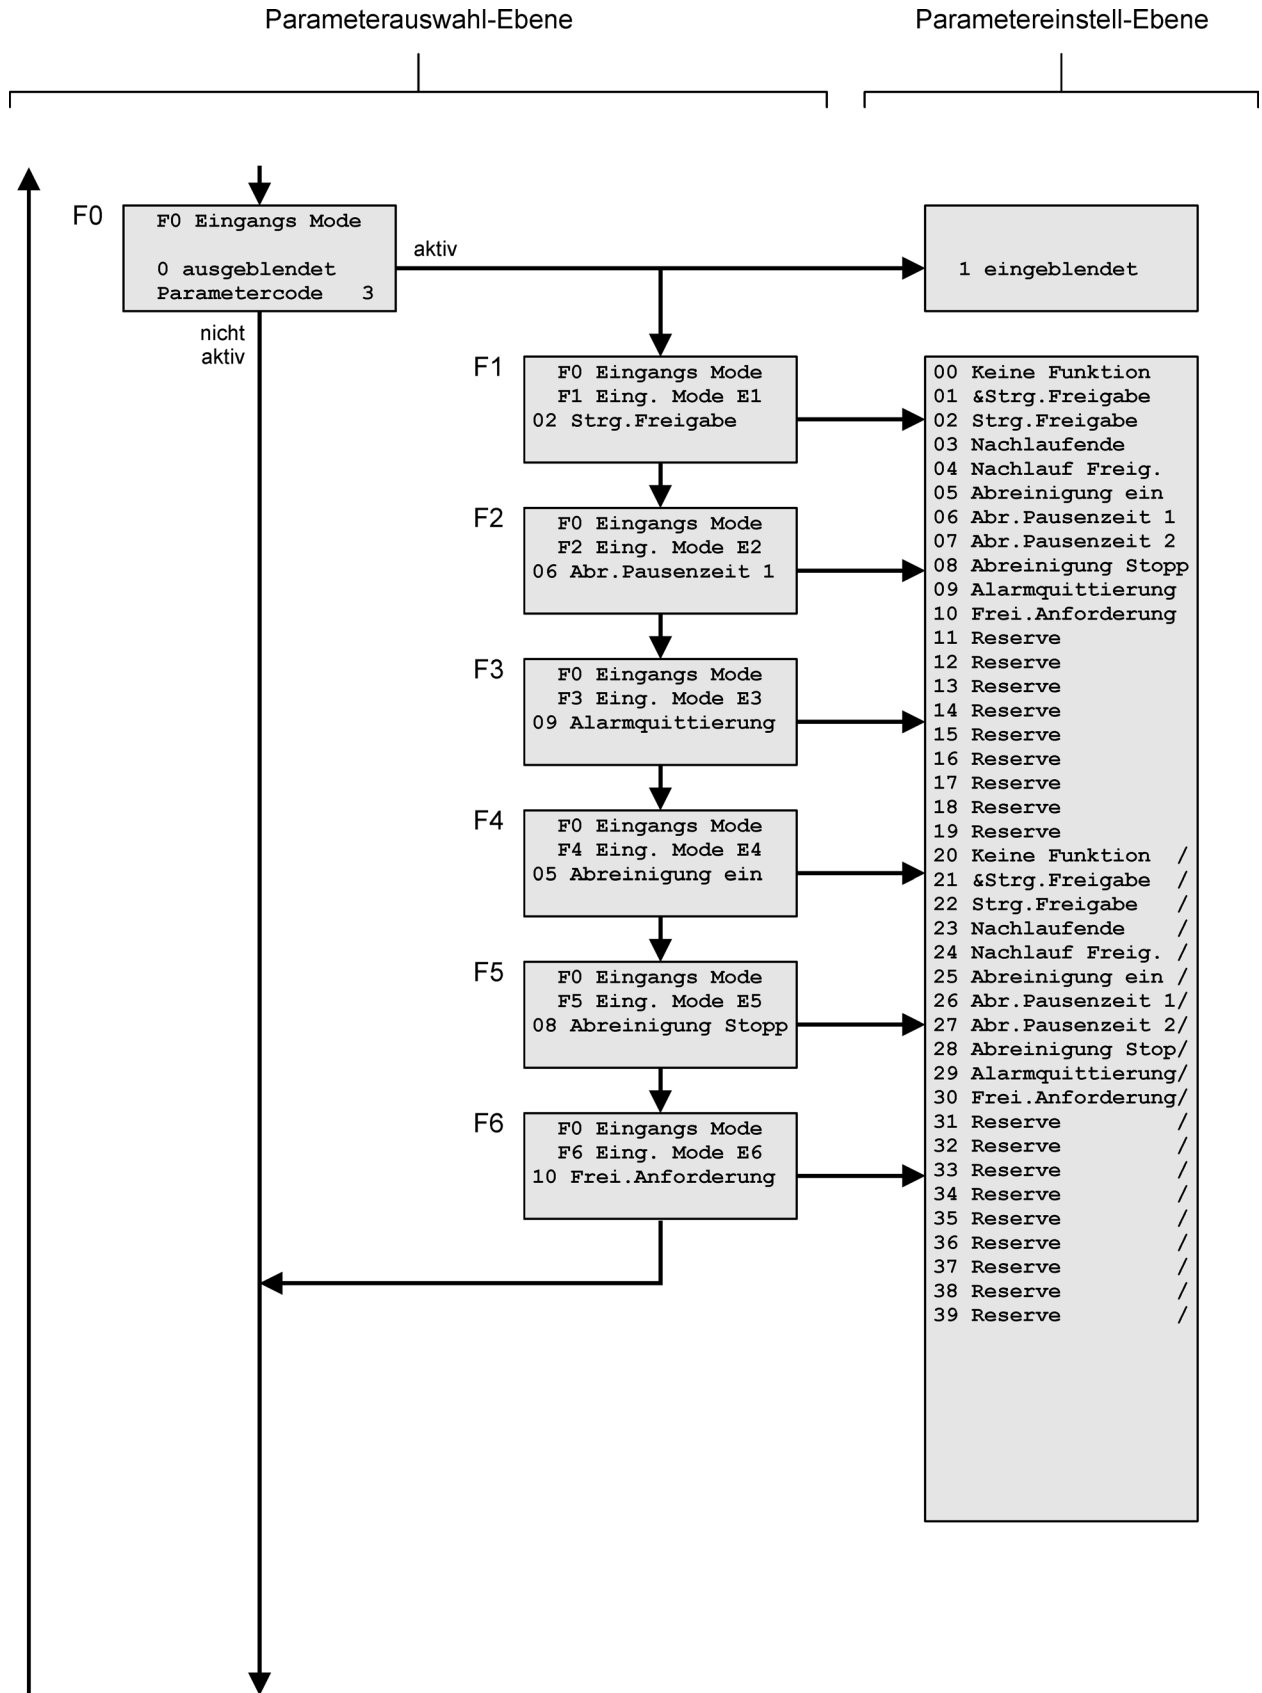 Parameterauswahl-Ebene
Parametereinstell-Ebene
F0
F0 Eingangs Mode
0 ausgeblendet
Parametercode 3
aktiv
nicht
aktiv
1 eingeblendet
F1
F0 Eingangs Mode
F1 Eing. Mode E1
02 Strg.Freigabe
F2
F0 Eingangs Mode
F2 Eing. Mode E2
06 Abr.Pausenzeit 1
F3
F0 Eingangs Mode
F3 Eing. Mode E3
09 Alarmquittierung
F4
F0 Eingangs Mode
F4 Eing. Mode E4
05 Abreinigung ein
F5
F0 Eingangs Mode
F5 Eing. Mode E5
08 Abreinigung Stopp
F6
F0 Eingangs Mode
F6 Eing. Mode E6
10 Frei.Anforderung
00 Keine Funktion
01 &Strg.Freigabe
02 Strg.Freigabe
03 Nachlaufende
04 Nachlauf Freig.
05 Abreinigung ein
06 Abr.Pausenzeit 1
07 Abr.Pausenzeit 2
08 Abreinigung Stopp
09 Alarmquittierung
10 Frei.Anforderung
11 Reserve
12 Reserve
13 Reserve
14 Reserve
15 Reserve
16 Reserve
17 Reserve
18 Reserve
19 Reserve
20 Keine Funktion /
21 &Strg.Freigabe /
22 Strg.Freigabe /
23 Nachlaufende /
24 Nachlauf Freig. /
25 Abreinigung ein /
26 Abr.Pausenzeit 1/
27 Abr.Pausenzeit 2/
28 Abreinigung Stop/
29 Alarmquittierung/
30 Frei.Anforderung/
31 Reserve /
32 Reserve /
33 Reserve /
34 Reserve /
35 Reserve /
36 Reserve /
37 Reserve /
38 Reserve /
39 Reserve /